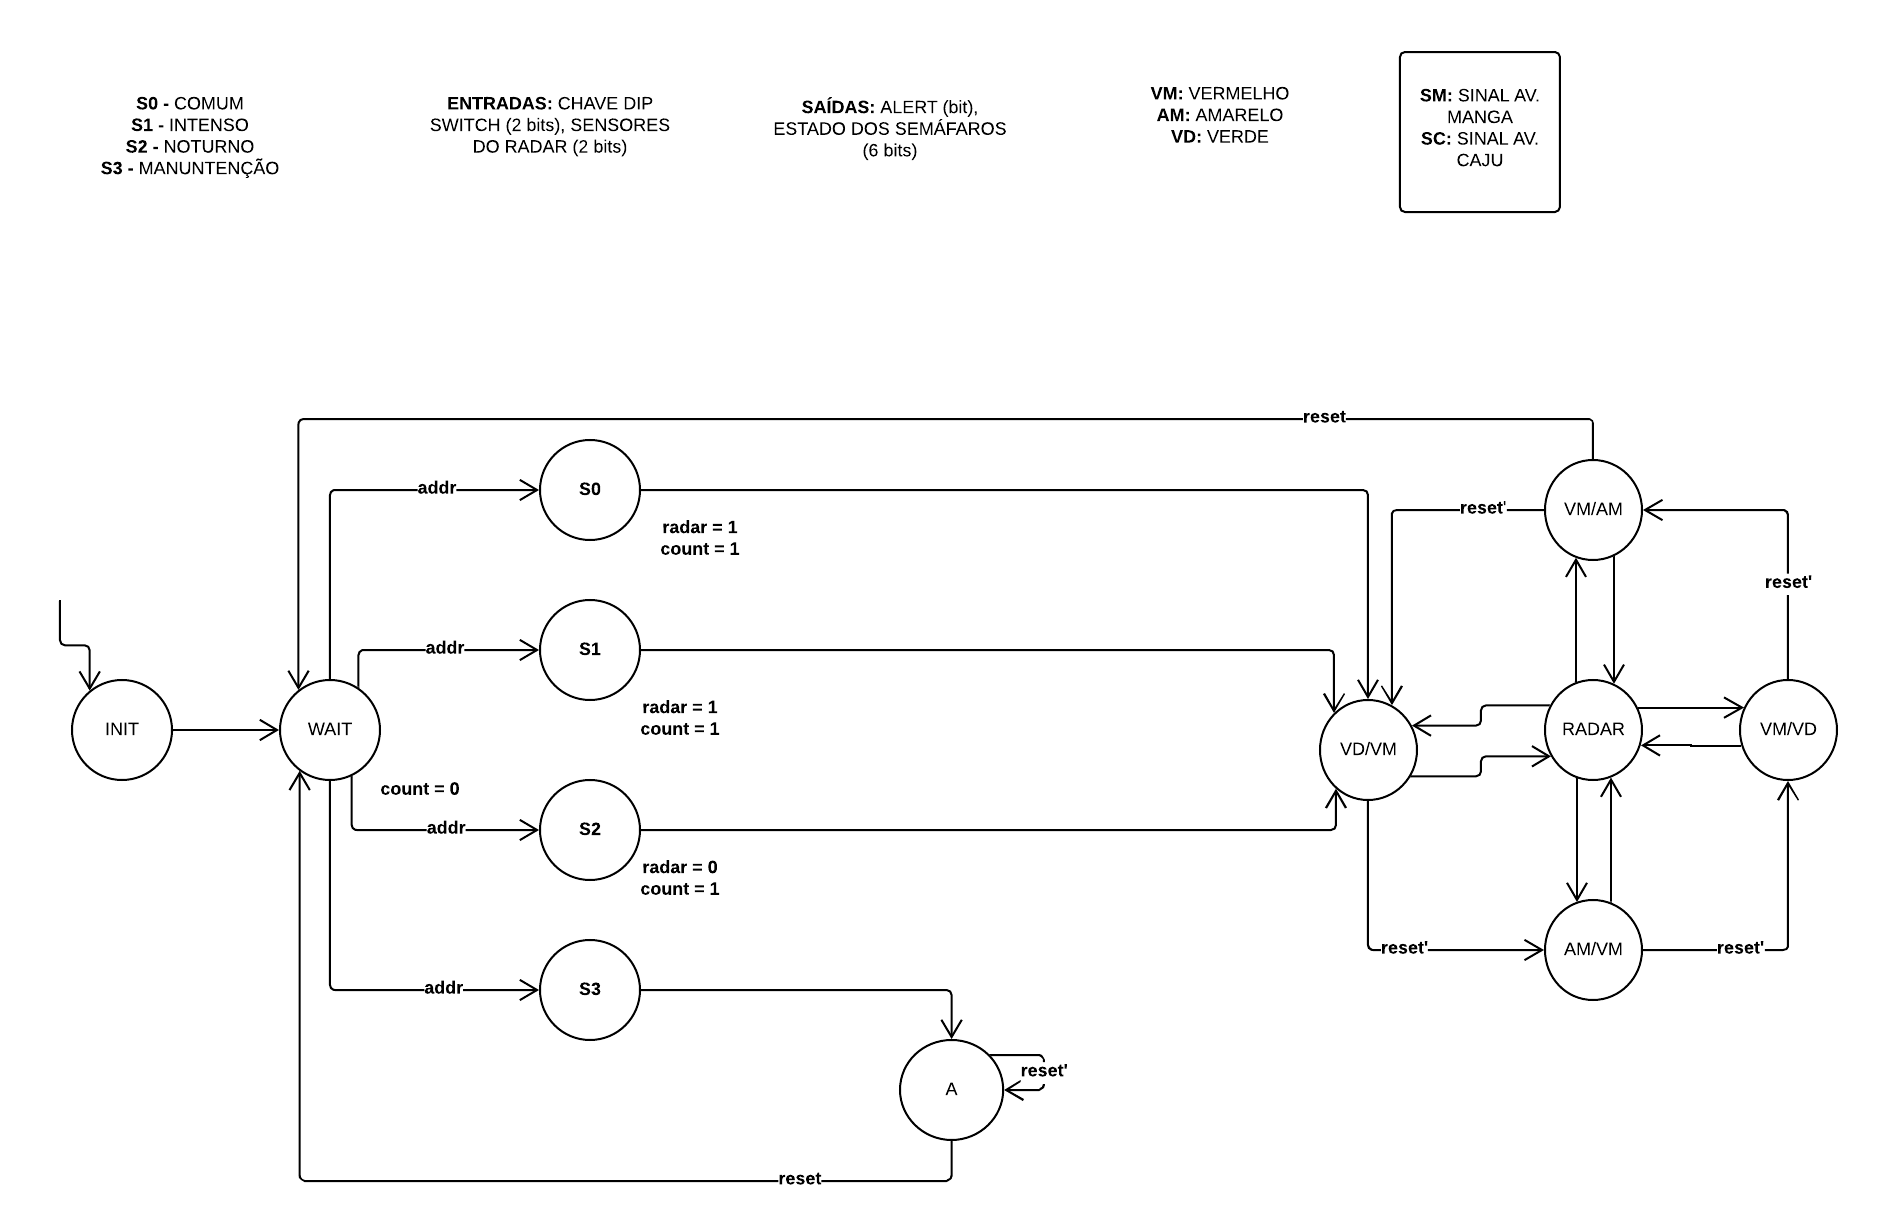 S0 - COMUM
S1 - INTENSO
S2 - NOTURNO
S3 - MANUNTENÇÃO
ENTRADAS: CHAVE DIP
SWITCH (2 bits), SENSORES
DO RADAR (2 bits)
SAÍDAS: ALERT (bit),
ESTADO DOS SEMÁFAROS
(6 bits)
VM: VERMELHO
AM: AMARELO
VD: VERDE
SM: SINAL AV.
MANGA
SC: SINAL AV.
CAJU
reset
addr
S0
radar = 1
count = 1
reset'
VM/AM
reset'
addr
S1
radar = 1
count = 1
INIT
WAIT
VD/VM
RADAR
VM/VD
count = 0
addr
S2
radar = 0
count = 1
reset'
AM/VM
reset'
addr
S3
A
reset'
reset